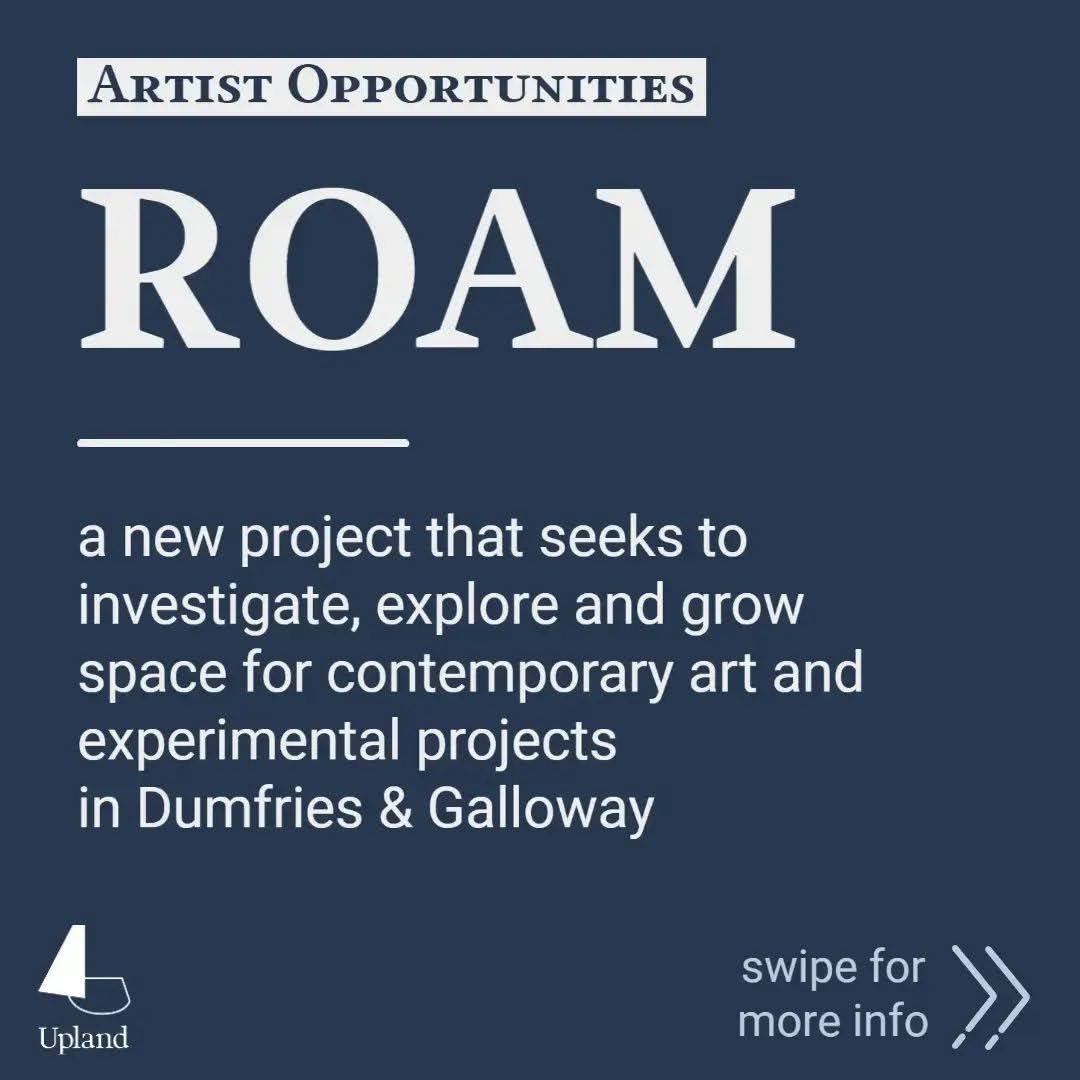 Artist Opportunities
ROAM
a new project that seeks to
investigate, explore and grow
space for contemporary art and
experimental projects
in Dumfries & Galloway
Upland
swipe for
more info